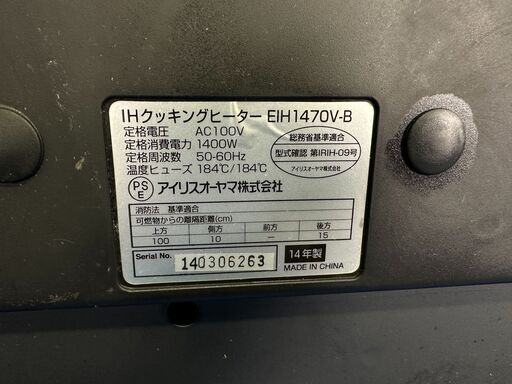 IHクッキングヒーター EIH1470V-B
定格電圧 AC100V
定格消費電力 1400W
定格周波数 50-60Hz
温度ヒューズ 184℃/184℃
総務省基準適合
型式確認 第IRIH-09号
アイリスオーヤマ株式会社
PS
E
アイリスオーヤマ株式会社
消防法 基準適合
可燃物からの離隔距離(cm)
上方 側方 前方 後方
100 10 － 15
Serial No. 140306263
14年製
MADE IN CHINA